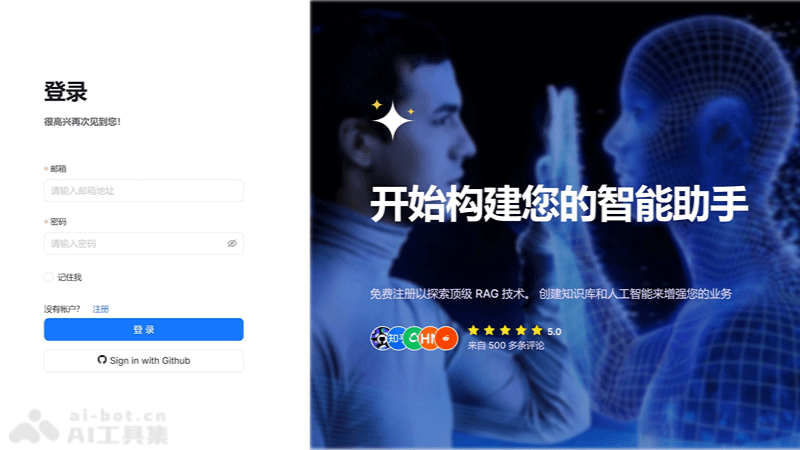 登录
很高兴再次见到您！
* 邮箱
请输入邮箱地址
* 密码
请输入密码
记住我
没有帐户? 注册
登 录
Sign in with Github
ai-bot.cn
AI工具集
开始构建您的智能助手
免费注册以探索顶级 RAG 技术。 创建知识库和人工智能来增强您的业务
知乎
HN
5.0
来自 500 多条评论